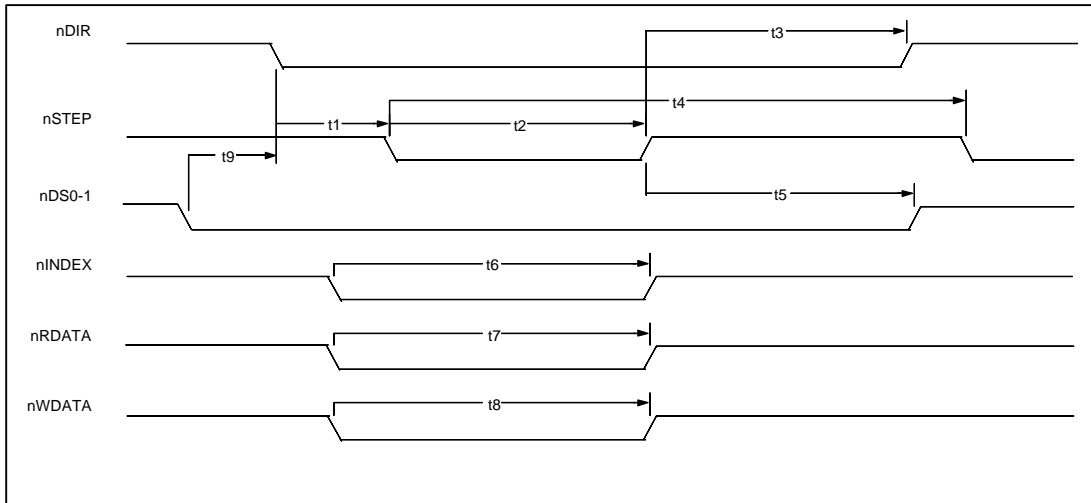 nDIR
t3
nSTEP
t4
t1
t2
t9
nDS0-1
t5
nINDEX
t6
nRDATA
t7
nWDATA
t8